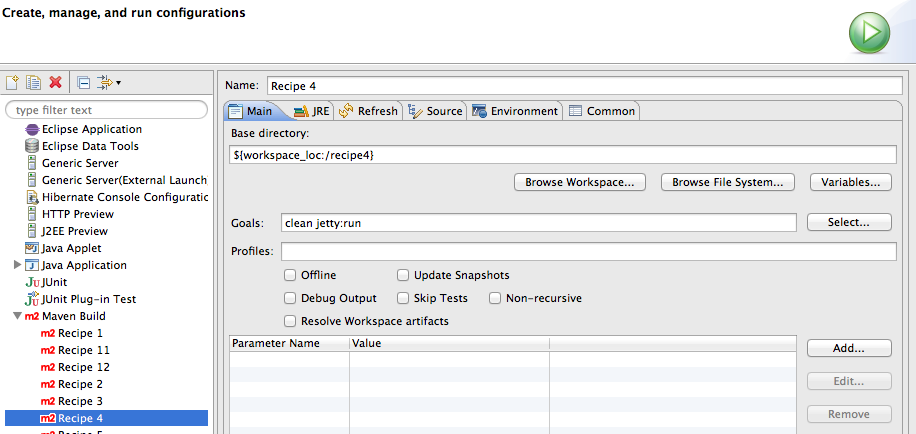 Create, manage, and run configurations
type filter text
Eclipse Application
Eclipse Data Tools
Generic Server
Generic Server(External Launch
Hibernate Console Configuratio
HTTP Preview
J2EE Preview
Java Applet
Java Application
JUnit
JUnit Plug-in Test
m2 Maven Build
m2 Recipe 1
m2 Recipe 11
m2 Recipe 12
m2 Recipe 2
m2 Recipe 3
m2 Recipe 4
Name: Recipe 4
Main JRE Refresh Source Environment Common
Base directory:
${workspace_loc:/recipe4}
Browse Workspace... Browse File System... Variables...
Goals: clean jetty:run Select...
Profiles:
Offline Update Snapshots
Debug Output Skip Tests Non-recursive
Resolve Workspace artifacts
Parameter Name Value
Add...
Edit...
Remove